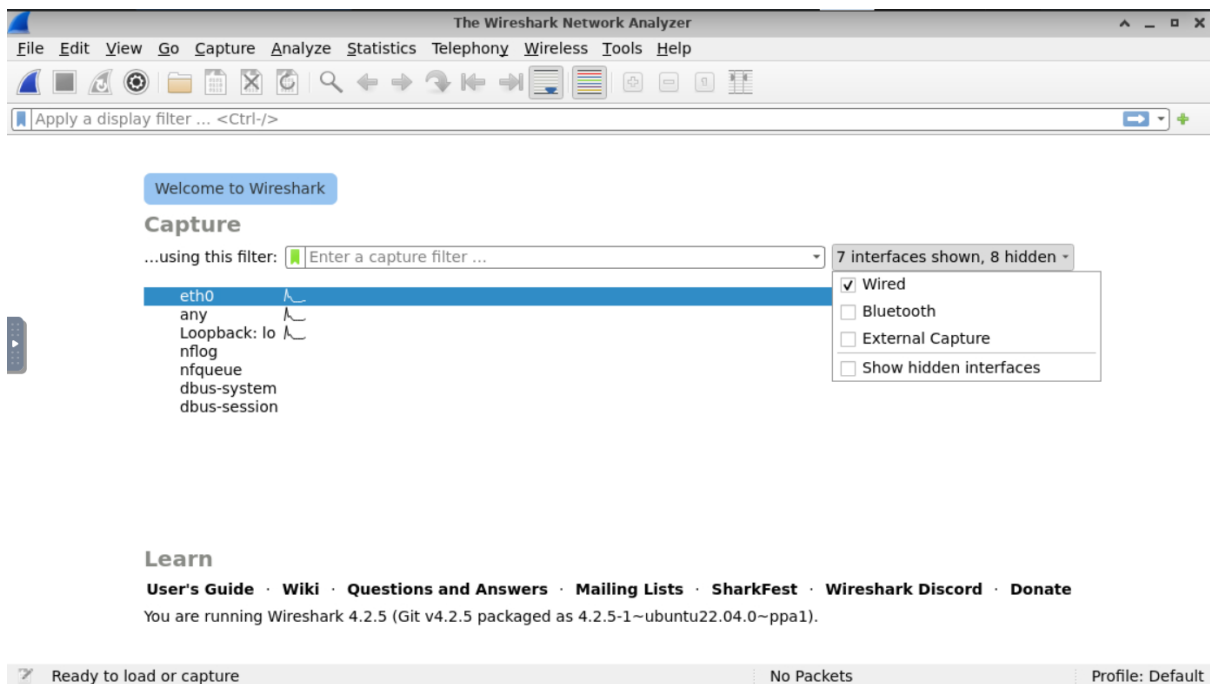 The Wireshark Network Analyzer
File Edit View Go Capture Analyze Statistics Telephony Wireless Tools Help
Apply a display filter ... <Ctrl-/>
Welcome to Wireshark
Capture
...using this filter: Enter a capture filter ... 7 interfaces shown, 8 hidden
Wired
Bluetooth
External Capture
Show hidden interfaces
eth0
any
Loopback: lo
nflog
nfqueue
dbus-system
dbus-session
Learn
User's Guide · Wiki · Questions and Answers · Mailing Lists · SharkFest · Wireshark Discord · Donate
You are running Wireshark 4.2.5 (Git v4.2.5 packaged as 4.2.5-1~ubuntu22.04.0~ppa1).
Ready to load or capture No Packets Profile: Default